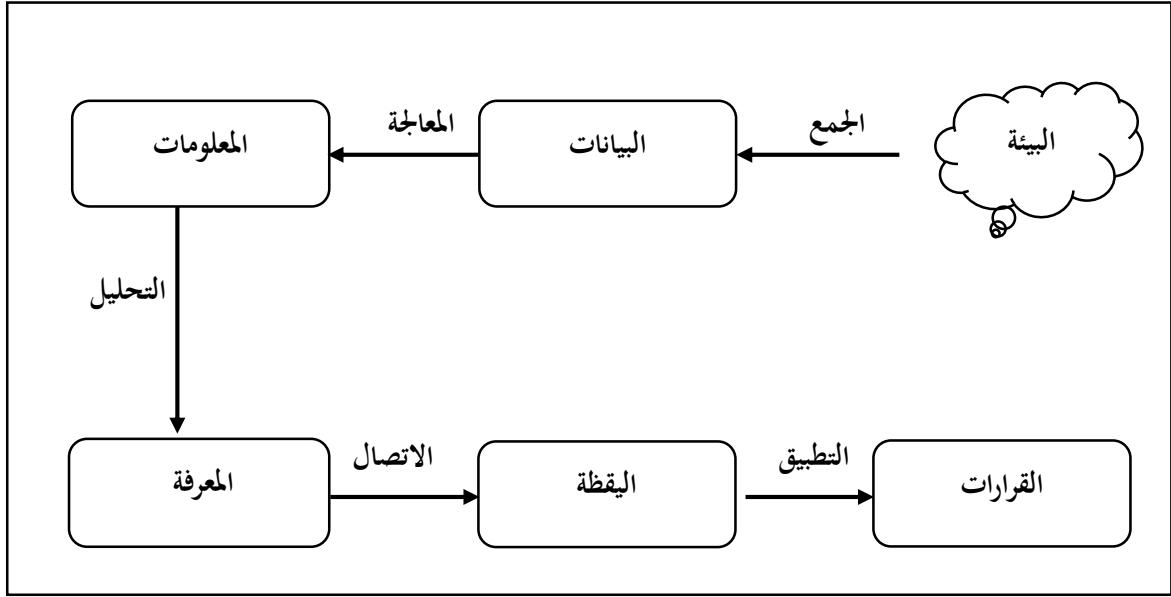 البيئة
الجمع
البيانات
المعالجة
المعلومات
التحليل
المعرفة
الاتصال
اليقظة
التطبيق
القرارات